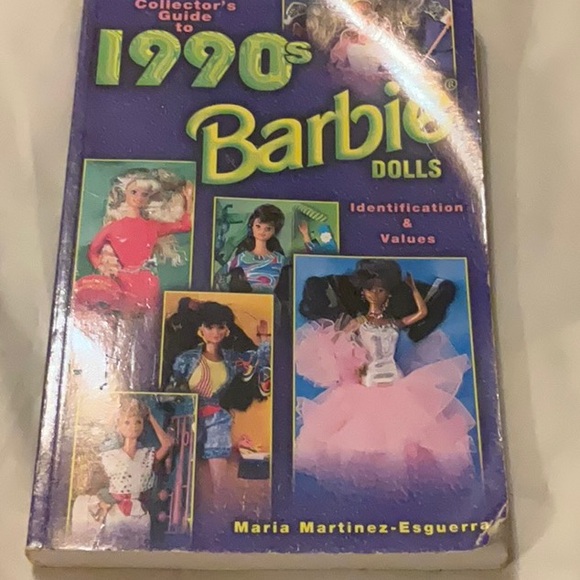 Collector's
Guide to
1990s
Barbie®
DOLLS
Identification
&
Values
Maria Martinez-Esguerra